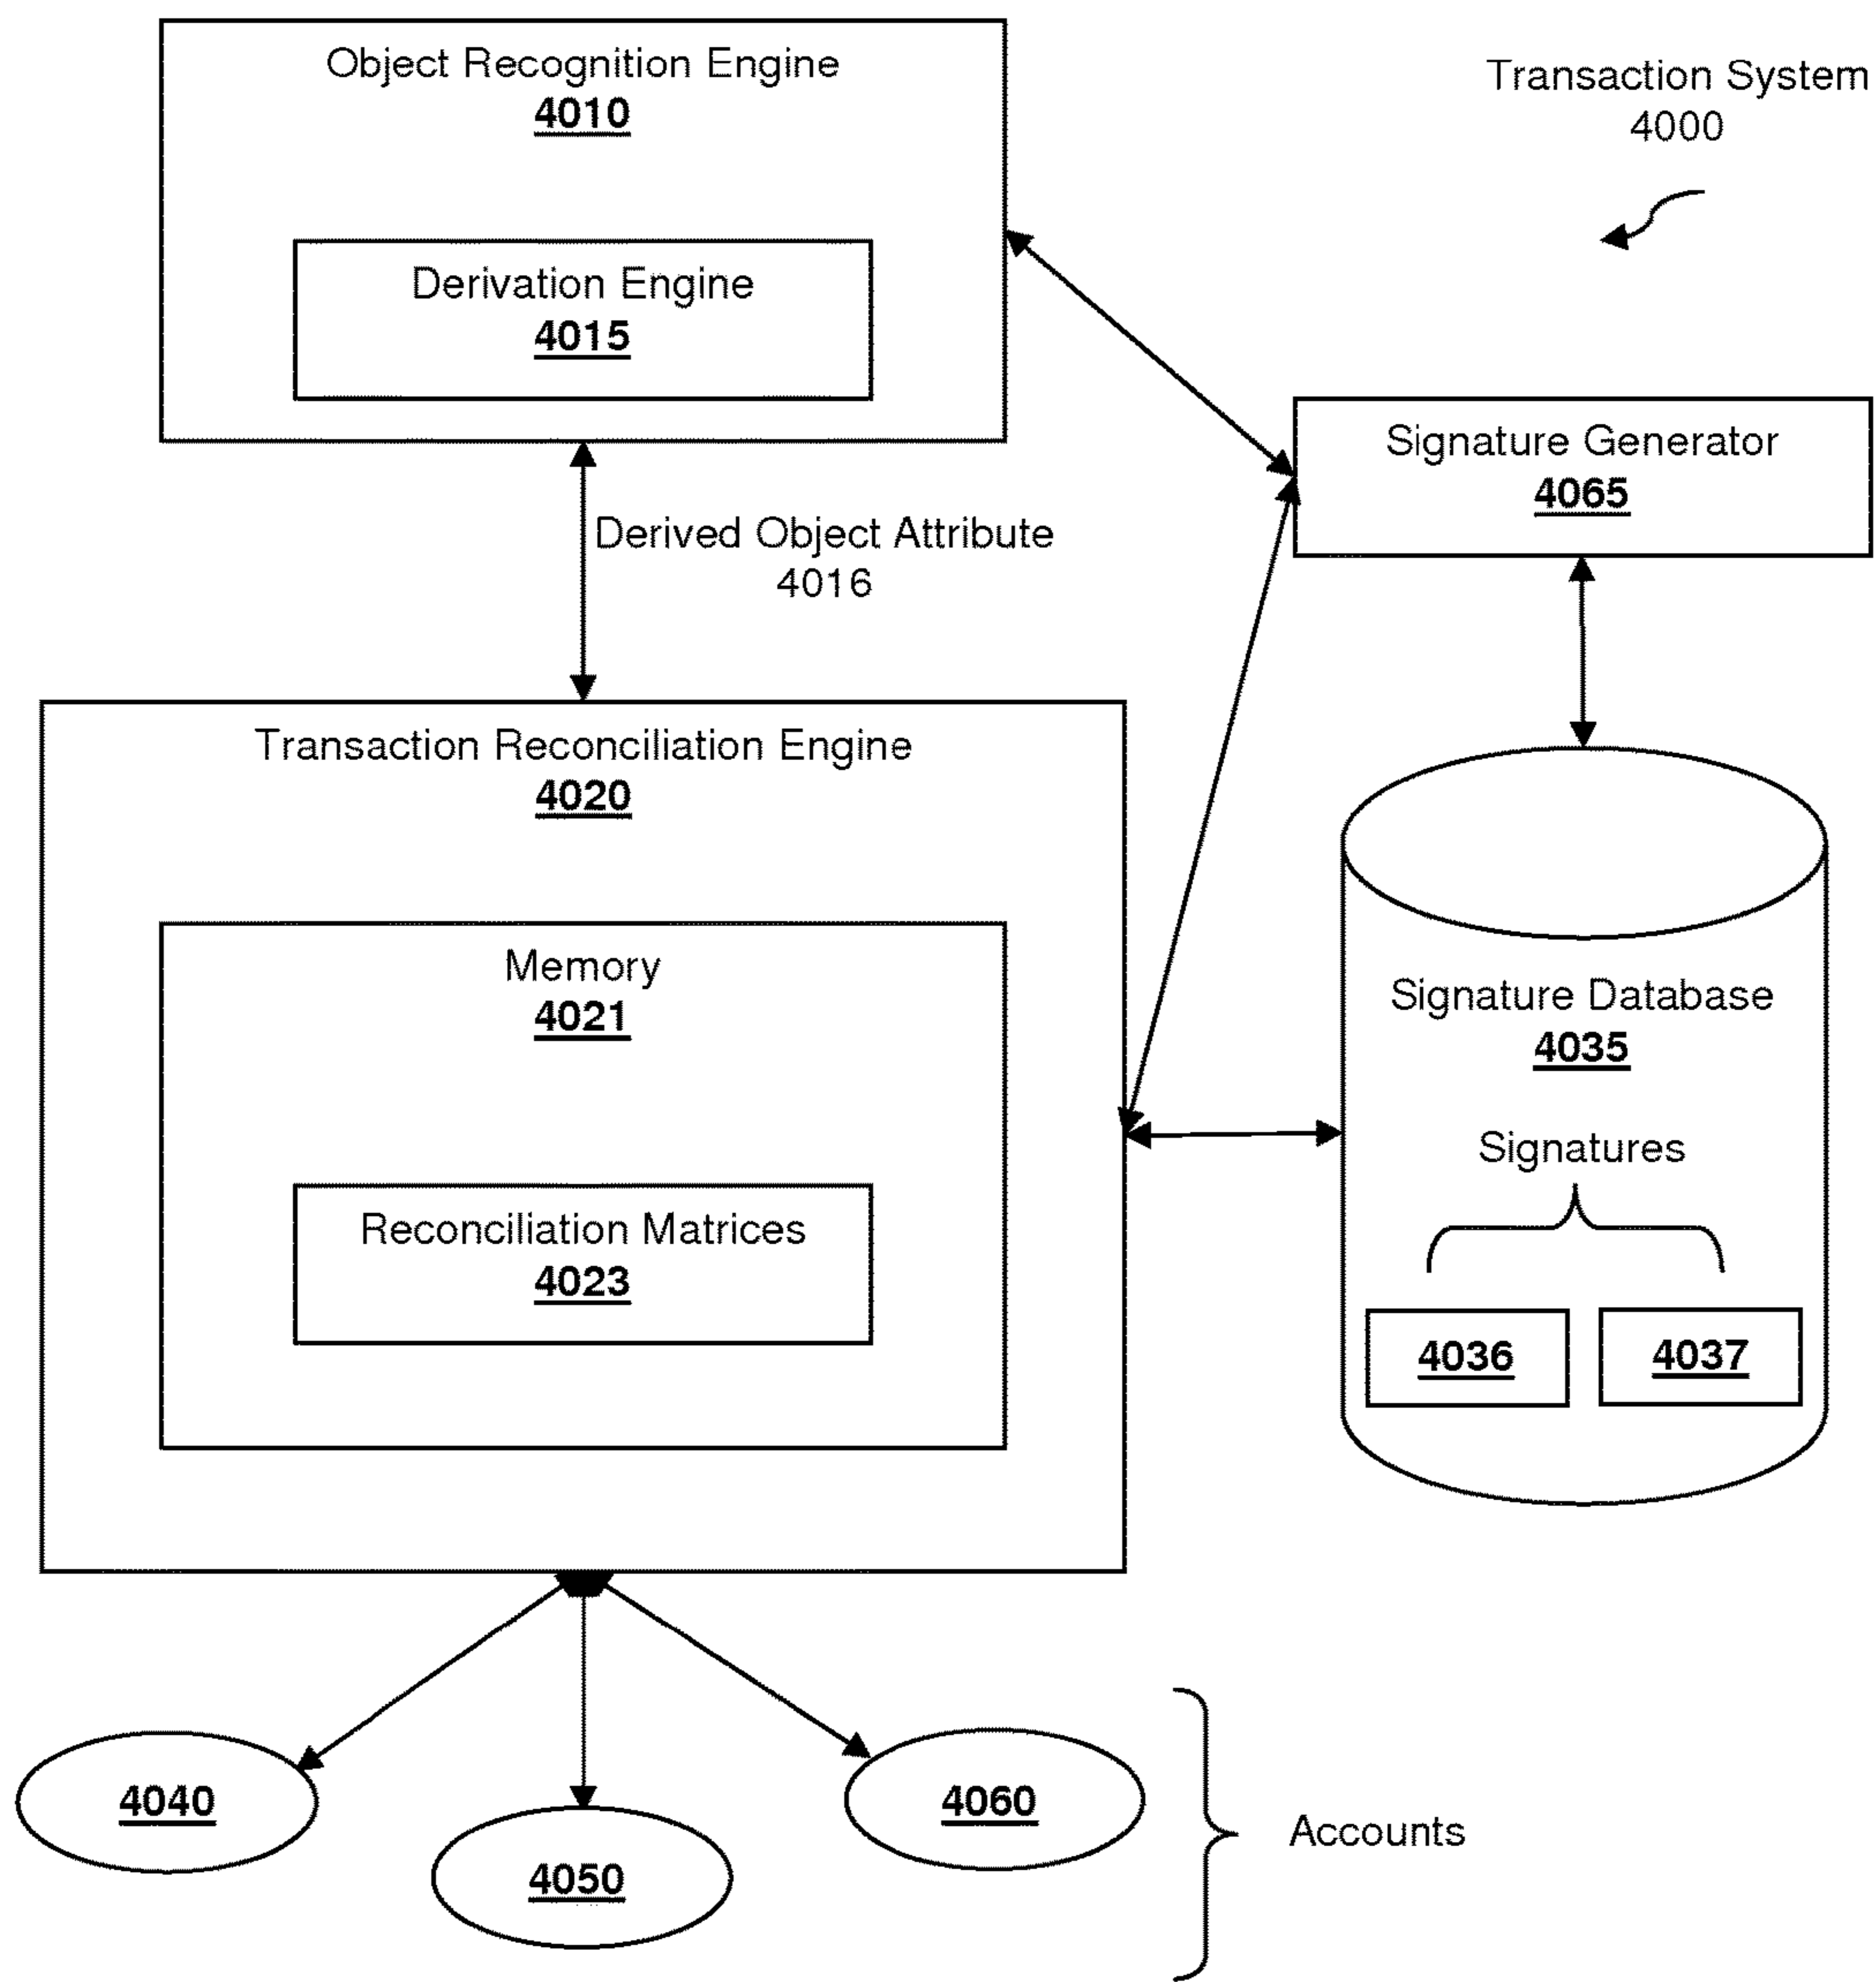 Object Recognition Engine
4010
Transaction System
4000
Derivation Engine
4015
Signature Generator
4065
Derived Object Attribute
4016
Transaction Reconciliation Engine
4020
Memory
4021
Signature Database
4035
Signatures
Reconciliation Matrices
4023
4036
4037
4040
4050
4060
Accounts